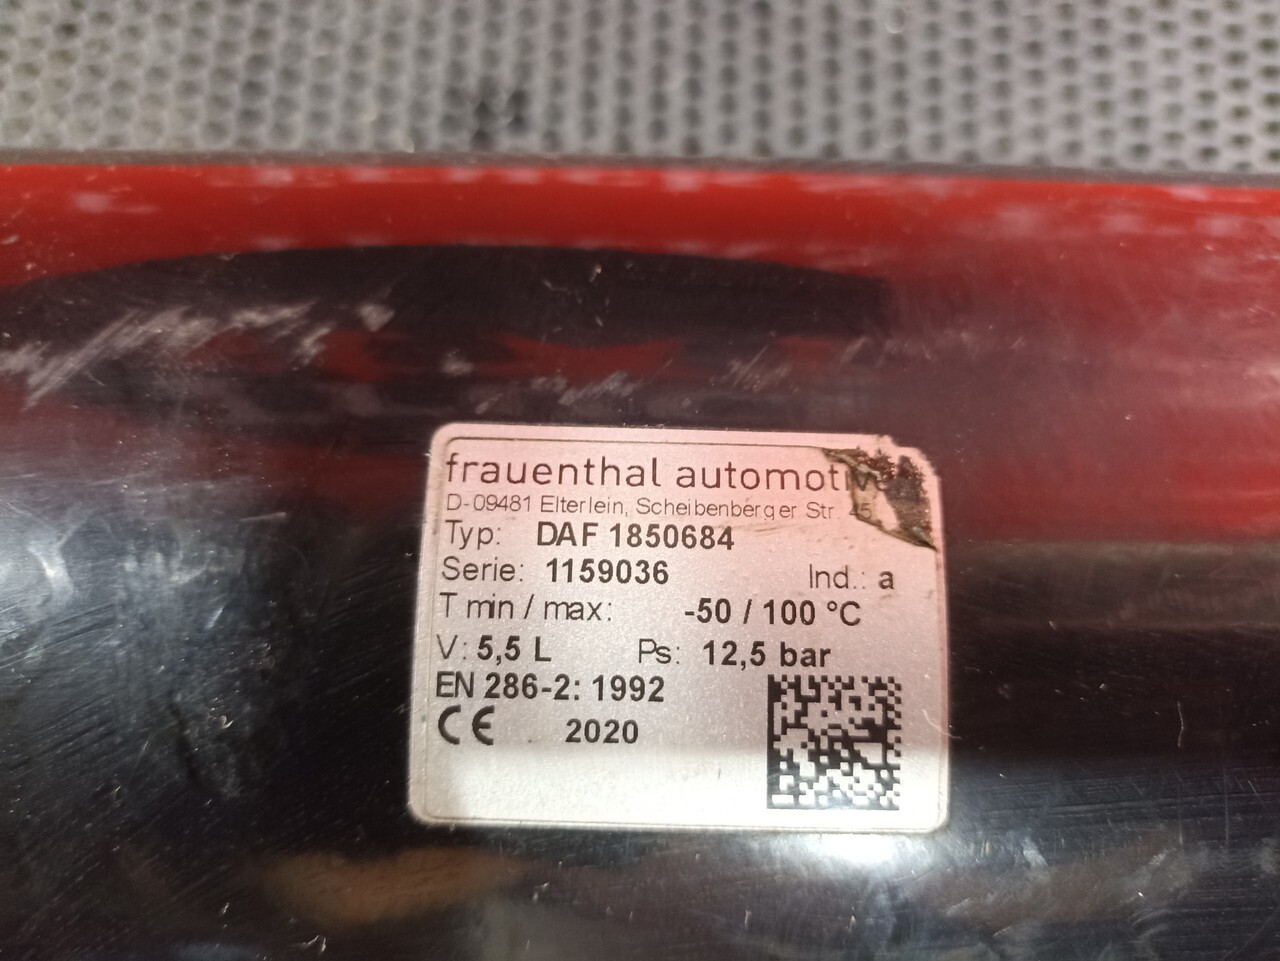 frauenthal automotive
D-09481 Elterlein, Scheibenberger Str. 45
Typ: DAF 1850684
Serie: 1159036 Ind.: a
T min / max: -50 / 100 °C
V: 5,5 L Ps: 12,5 bar
EN 286-2: 1992
CE 2020